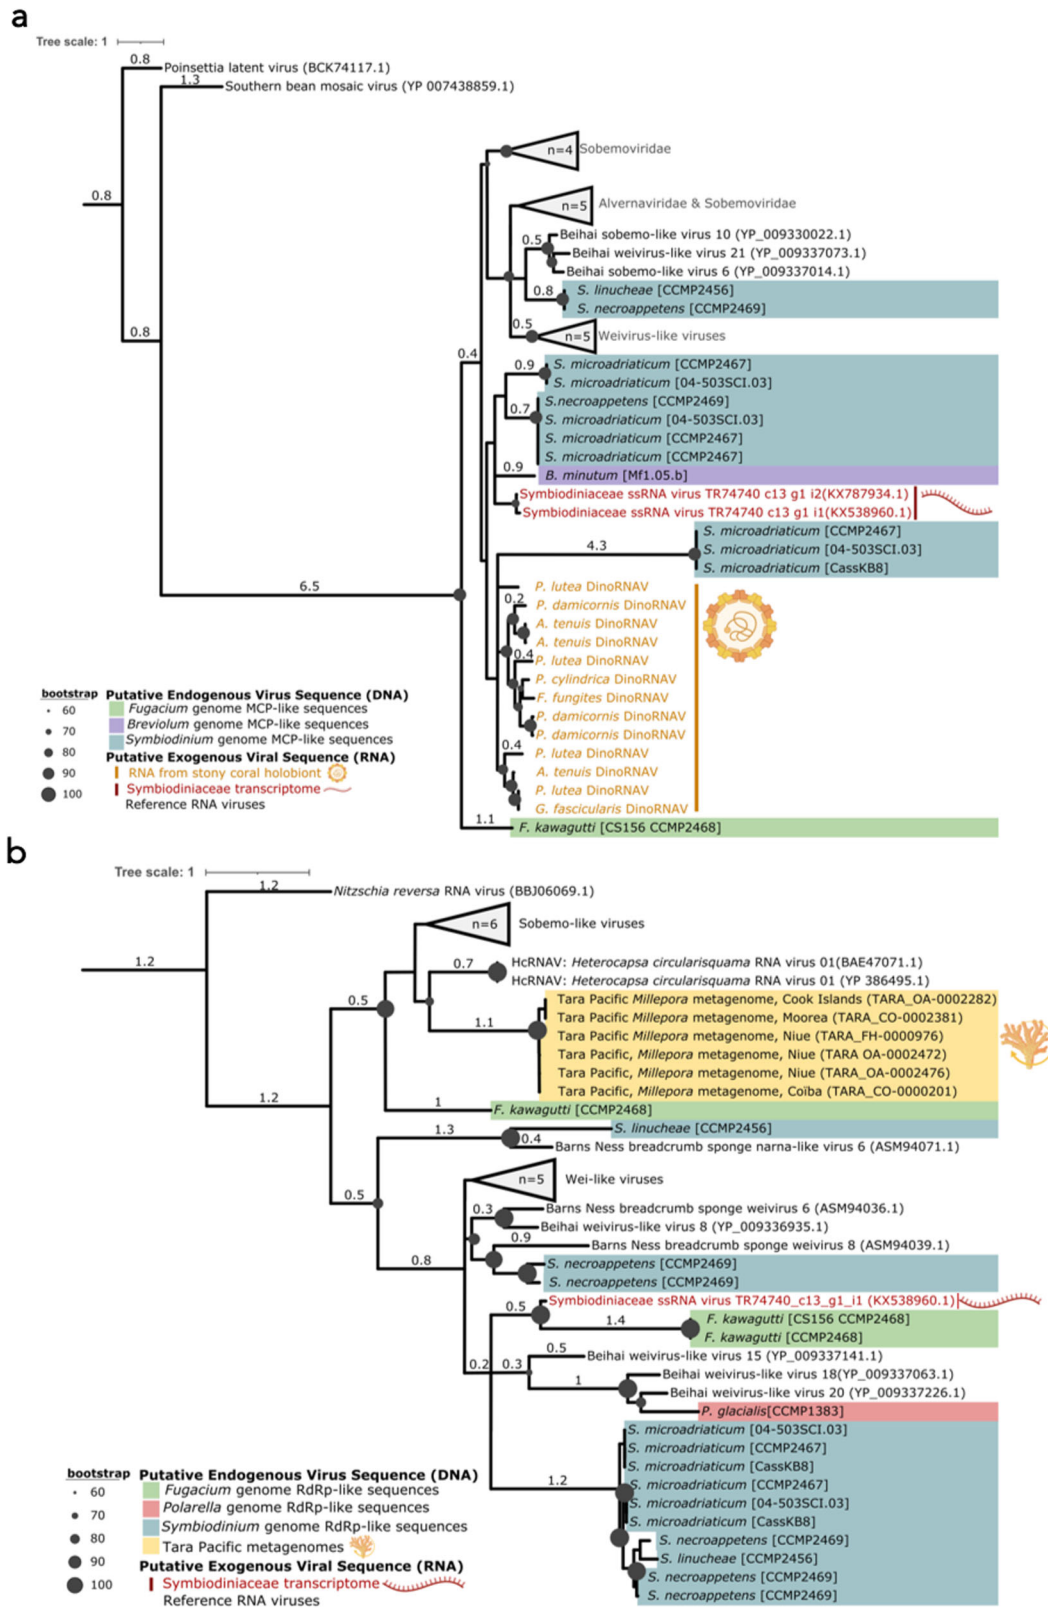 a
Tree scale: 1
0.8
Poinsettia latent virus (BCK74117.1)
1.3
Southern bean mosaic virus (YP 007438859.1)
n=4
Sobemoviridae
0.8
n=5
Alvernaviridae & Sobemoviridae
0.5
Beihai sobemo-like virus 10 (YP_009330022.1)
Beihai weivirus-like virus 21 (YP_009337073.1)
Beihai sobemo-like virus 6 (YP_009337014.1)
0.8
S. linucheae [CCMP2456]
S. necroappetens [CCMP2469]
0.5
n=5
Weivirus-like viruses
0.8
0.4
0.9
S. microadriaticum [CCMP2467]
S. microadriaticum [04-503SCI.03]
S.necroappetens [CCMP2469]
0.7
S. microadriaticum [04-503SCI.03]
S. microadriaticum [CCMP2467]
S. microadriaticum [CCMP2467]
0.9
B. minutum [Mf1.05.b]
Symbiodiniaceae ssRNA virus TR74740 c13 g1 i2(KX787934.1)
Symbiodiniaceae ssRNA virus TR74740 c13 g1 i1(KX538960.1)
S. microadriaticum [CCMP2467]
4.3
S. microadriaticum [04-503SCI.03]
S. microadriaticum [CassKB8]
6.5
P. lutea DinoRNAV
0.2
P. damicornis DinoRNAV
A. tenuis DinoRNAV
A. tenuis DinoRNAV
0.4
P. lutea DinoRNAV
P. cylindrica DinoRNAV
F. fungites DinoRNAV
P. damicornis DinoRNAV
P. damicornis DinoRNAV
0.4
P. lutea DinoRNAV
A. tenuis DinoRNAV
P. lutea DinoRNAV
G. fascicularis DinoRNAV
1.1
F. kawagutti [CS156 CCMP2468]
bootstrap
60
70
80
90
100
Putative Endogenous Virus Sequence (DNA)
Fugacium genome MCP-like sequences
Breviolum genome MCP-like sequences
Symbiodinium genome MCP-like sequences
Putative Exogenous Viral Sequence (RNA)
RNA from stony coral holobiont
Symbiodiniaceae transcriptome
Reference RNA viruses
b
Tree scale: 1
1.2
Nitzschia reversa RNA virus (BBJ06069.1)
n=6
Sobemo-like viruses
1.2
0.7
HcRNAV: Heterocapsa circularisquama RNA virus 01(BAE47071.1)
HcRNAV: Heterocapsa circularisquama RNA virus 01 (YP 386495.1)
0.5
Tara Pacific Millepora metagenome, Cook Islands (TARA_OA-0002282)
Tara Pacific Millepora metagenome, Moorea (TARA_CO-0002381)
1.1
Tara Pacific Millepora metagenome, Niue (TARA_FH-0000976)
Tara Pacific, Millepora metagenome, Niue (TARA OA-0002472)
Tara Pacific, Millepora metagenome, Niue (TARA_OA-0002476)
Tara Pacific, Millepora metagenome, Coïba (TARA_CO-0000201)
1.2
1
F. kawagutti [CCMP2468]
1.3
S. linucheae [CCMP2456]
0.4
Barns Ness breadcrumb sponge narna-like virus 6 (ASM94071.1)
n=5
Wei-like viruses
0.5
0.3
Barns Ness breadcrumb sponge weivirus 6 (ASM94036.1)
Beihai weivirus-like virus 8 (YP_009336935.1)
0.9
Barns Ness breadcrumb sponge weivirus 8 (ASM94039.1)
0.8
S. necroappetens [CCMP2469]
S. necroappetens [CCMP2469]
0.5
Symbiodiniaceae ssRNA virus TR74740_c13_g1_i1 (KX538960.1)
1.4
F. kawagutti [CS156 CCMP2468]
F. kawagutti [CCMP2468]
0.5
Beihai weivirus-like virus 15 (YP_009337141.1)
0.2
0.3
1
Beihai weivirus-like virus 18(YP_009337063.1)
Beihai weivirus-like virus 20 (YP_009337226.1)
P. glacialis[CCMP1383]
S. microadriaticum [04-503SCI.03]
S. microadriaticum [CCMP2467]
S. microadriaticum [CassKB8]
1.2
S. microadriaticum [CCMP2467]
S. microadriaticum [04-503SCI.03]
S. microadriaticum [CassKB8]
S. necroappetens [CCMP2469]
S. linucheae [CCMP2456]
S. necroappetens [CCMP2469]
S. necroappetens [CCMP2469]
bootstrap
60
70
80
90
100
Putative Endogenous Virus Sequence (DNA)
Fugacium genome RdRp-like sequences
Polarella genome RdRp-like sequences
Symbiodinium genome RdRp-like sequences
Tara Pacific metagenomes
Putative Exogenous Viral Sequence (RNA)
Symbiodiniaceae transcriptome
Reference RNA viruses